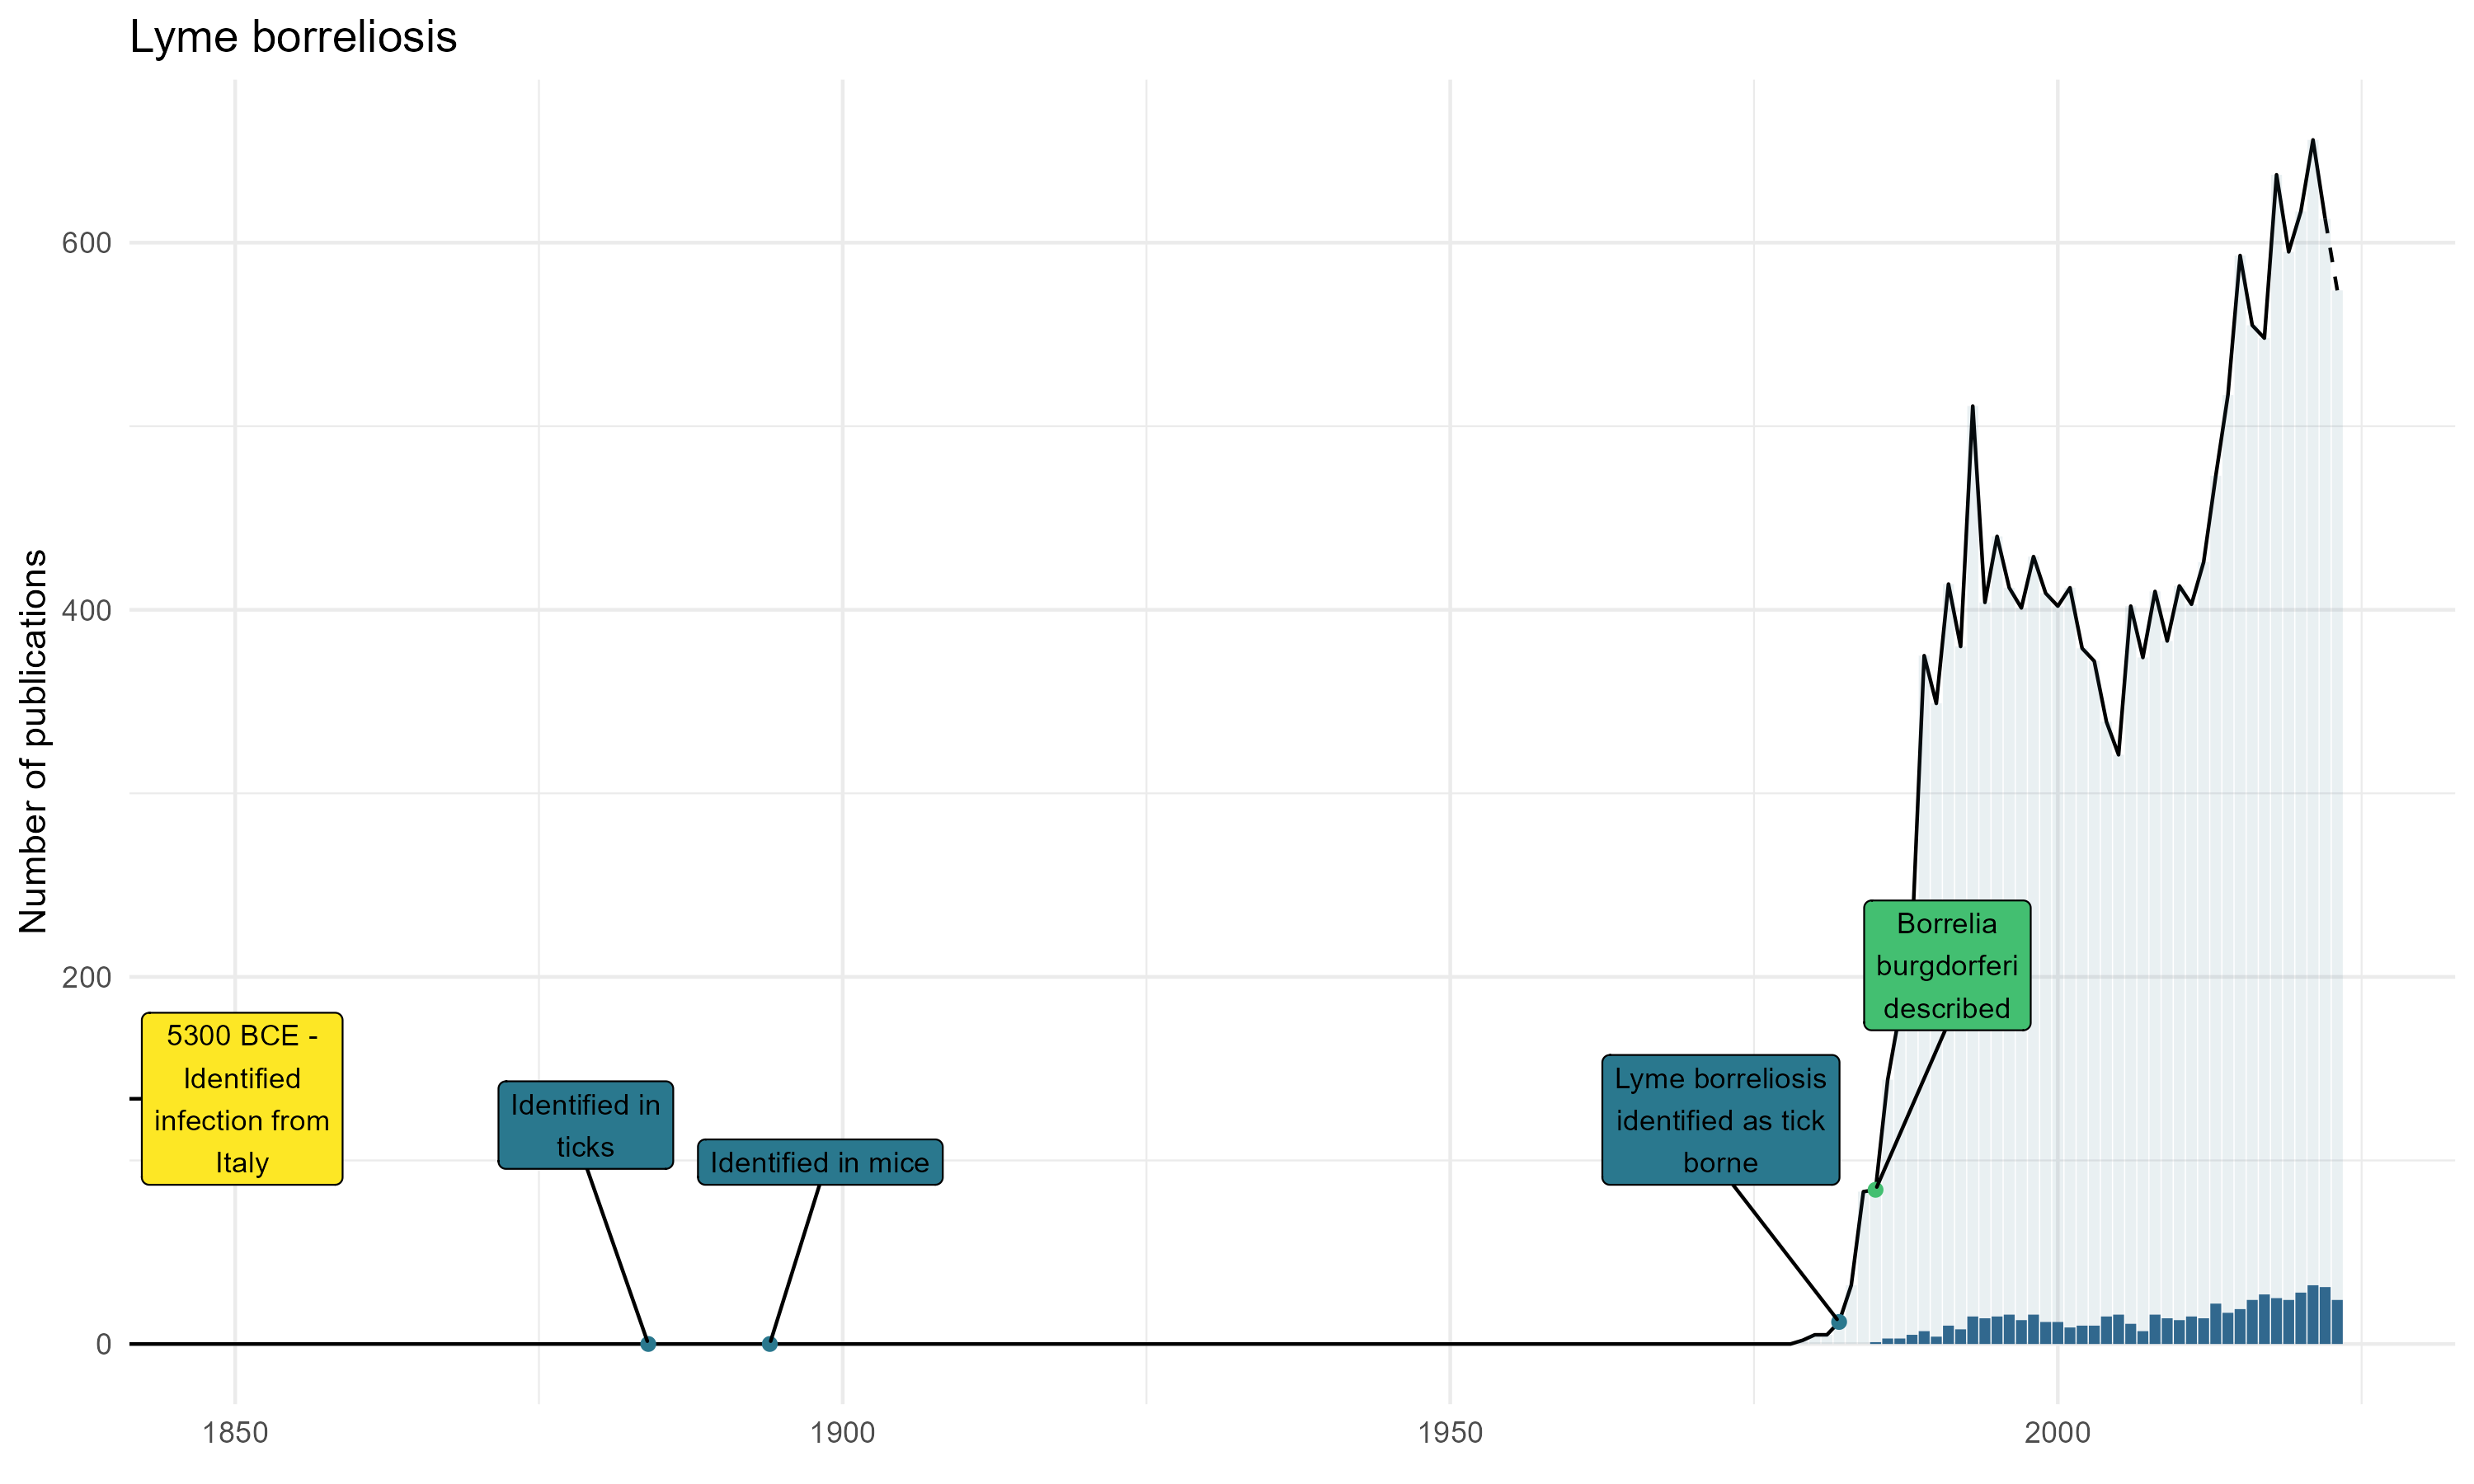 Lyme borreliosis
Number of publications
600
400
200
0
5300 BCE -
Identified
infection from
Italy
Identified in
ticks
Identified in mice
Lyme borreliosis
identified as tick
borne
Borrelia
burgdorferi
described
1850
1900
1950
2000